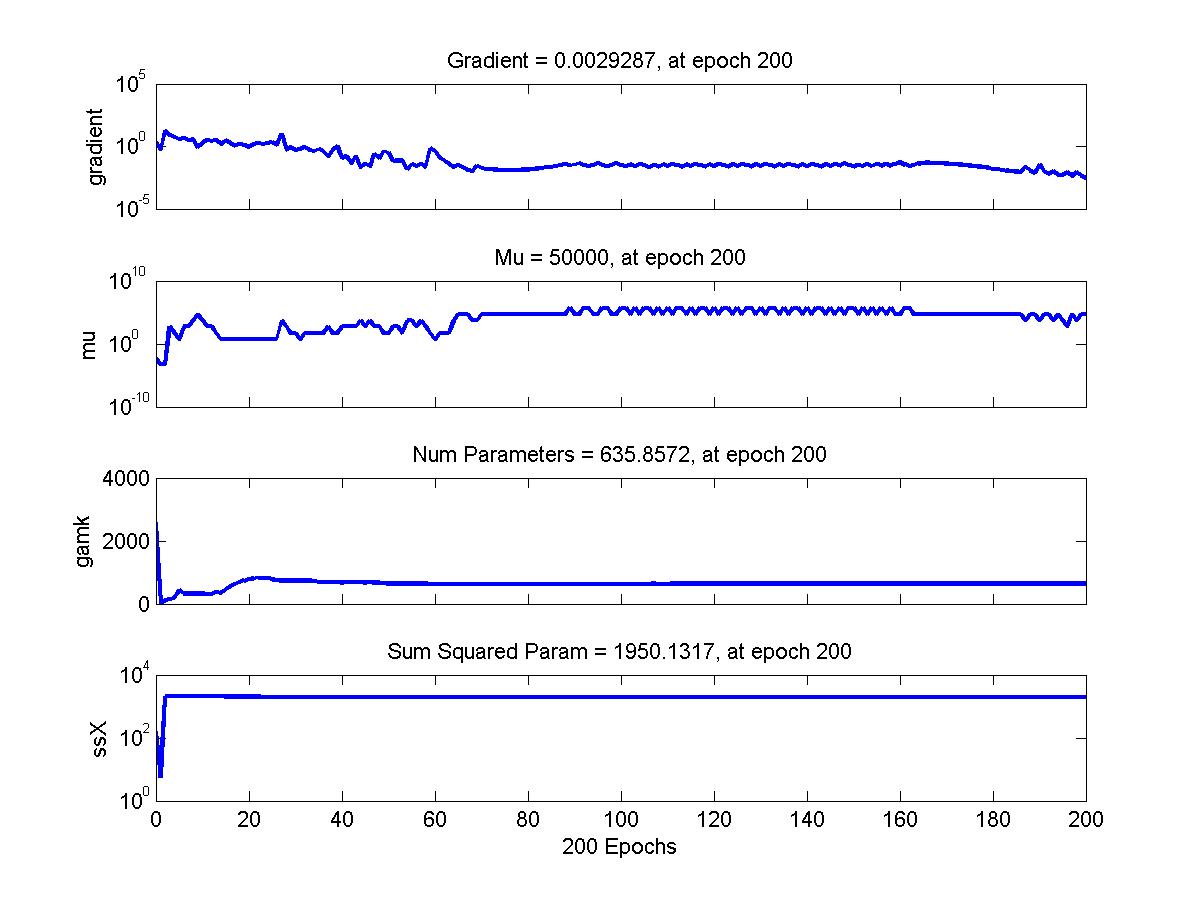 Gradient = 0.0029287, at epoch 200
10^5
10^0
10^-5
gradient
Mu = 50000, at epoch 200
10^10
10^0
10^-10
mu
Num Parameters = 635.8572, at epoch 200
4000
2000
0
gamk
Sum Squared Param = 1950.1317, at epoch 200
10^4
10^2
10^0
ssX
0 20 40 60 80 100 120 140 160 180 200
200 Epochs